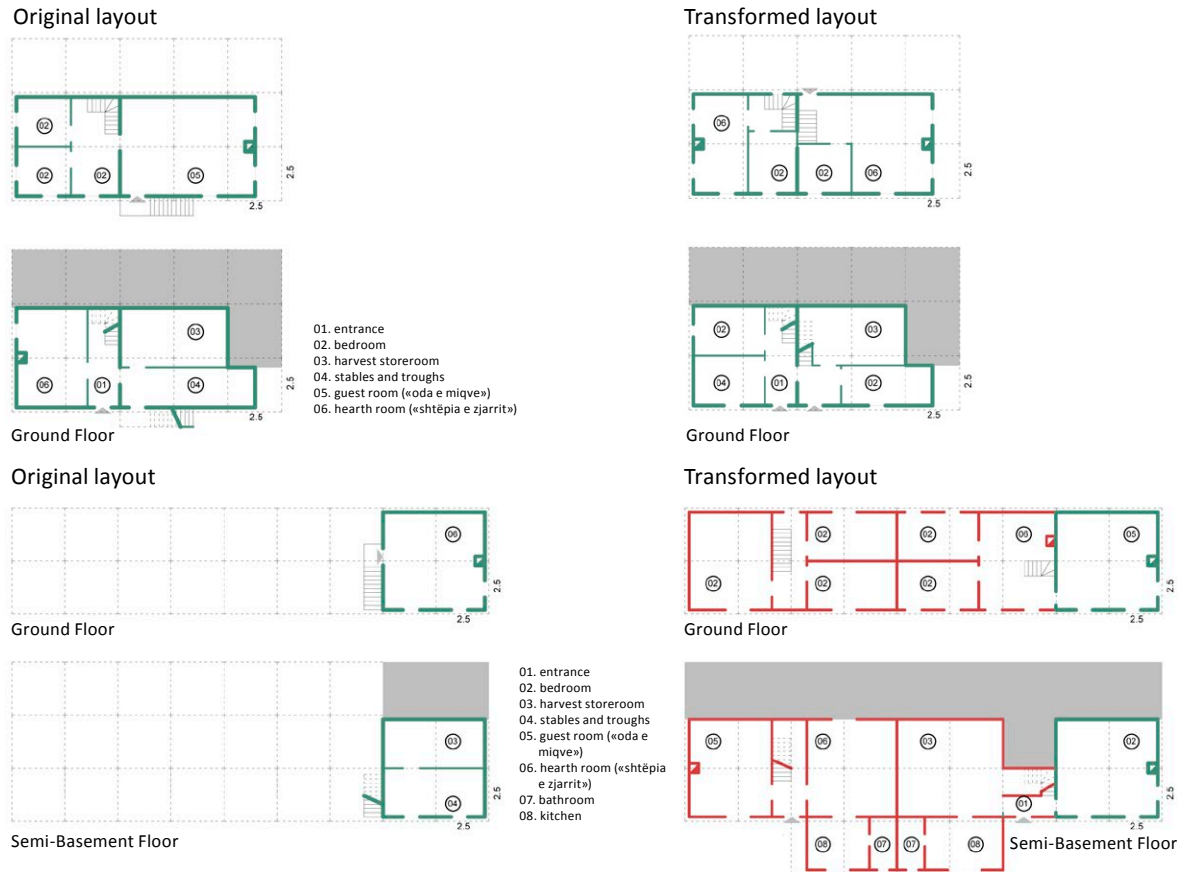 Original layout
Transformed layout
02
02
02
05
2.5
2.5
06
02
02
06
2.5
2.5
03
06
01
04
2.5
2.5
Ground Floor
01. entrance
02. bedroom
03. harvest storeroom
04. stables and troughs
05. guest room («oda e miqve»)
06. hearth room («shtëpia e zjarrit»)
02
03
04
01
02
2.5
2.5
Ground Floor
Original layout
Transformed layout
06
2.5
2.5
Ground Floor
02
02
06
05
02
02
02
2.5
2.5
Ground Floor
03
04
2.5
2.5
Semi-Basement Floor
01. entrance
02. bedroom
03. harvest storeroom
04. stables and troughs
05. guest room («oda e
miqve»)
06. hearth room («shtëpia
e zjarrit»)
07. bathroom
08. kitchen
05
06
03
02
01
2.5
2.5
08
07
07
08
Semi-Basement Floor